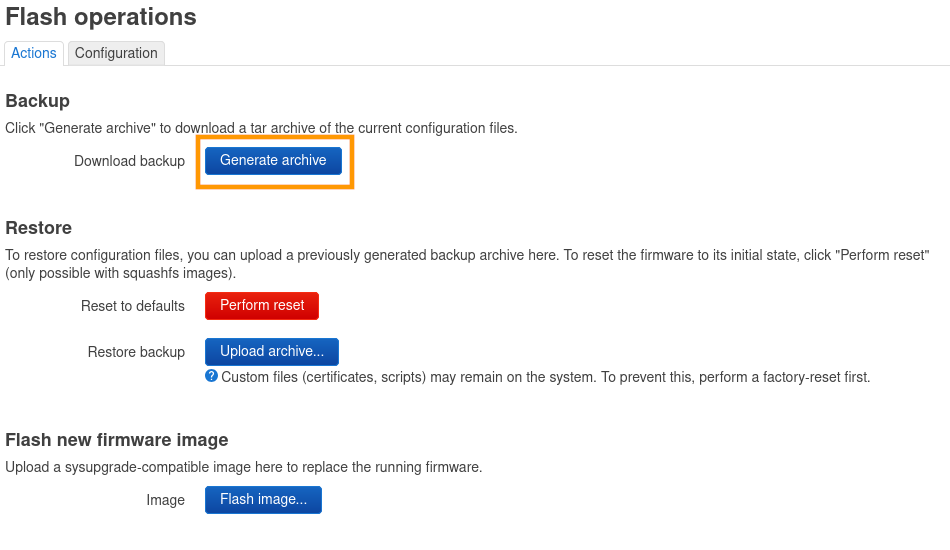 Flash operations
Actions Configuration
Backup
Click "Generate archive" to download a tar archive of the current configuration files.
Download backup Generate archive
Restore
To restore configuration files, you can upload a previously generated backup archive here. To reset the firmware to its initial state, click "Perform reset"
(only possible with squashfs images).
Reset to defaults Perform reset
Restore backup Upload archive...
? Custom files (certificates, scripts) may remain on the system. To prevent this, perform a factory-reset first.
Flash new firmware image
Upload a sysupgrade-compatible image here to replace the running firmware.
Image Flash image...